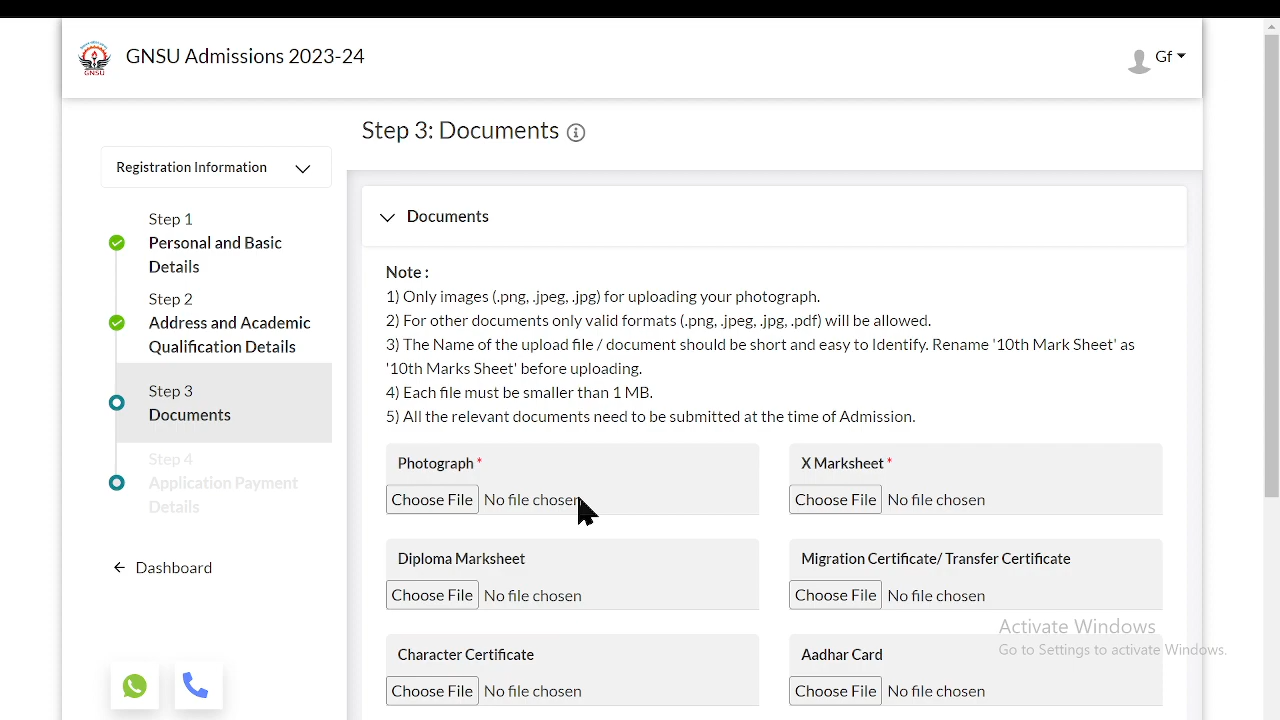 GNSU
GNSU Admissions 2023-24
Gf
Step 3: Documents
Registration Information
Step 1
Personal and Basic
Details
Step 2
Address and Academic
Qualification Details
Step 3
Documents
Step 4
Application Payment
Details
Dashboard
Documents
Note :
1) Only images (.png, .jpeg, .jpg) for uploading your photograph.
2) For other documents only valid formats (.png, .jpeg, .jpg, .pdf) will be allowed.
3) The Name of the upload file / document should be short and easy to Identify. Rename '10th Mark Sheet' as
'10th Marks Sheet' before uploading.
4) Each file must be smaller than 1 MB.
5) All the relevant documents need to be submitted at the time of Admission.
Photograph *
Choose File No file chosen
X Marksheet *
Choose File No file chosen
Diploma Marksheet
Choose File No file chosen
Migration Certificate/ Transfer Certificate
Choose File No file chosen
Character Certificate
Choose File No file chosen
Aadhar Card
Choose File No file chosen
Activate Windows
Go to Settings to activate Windows.